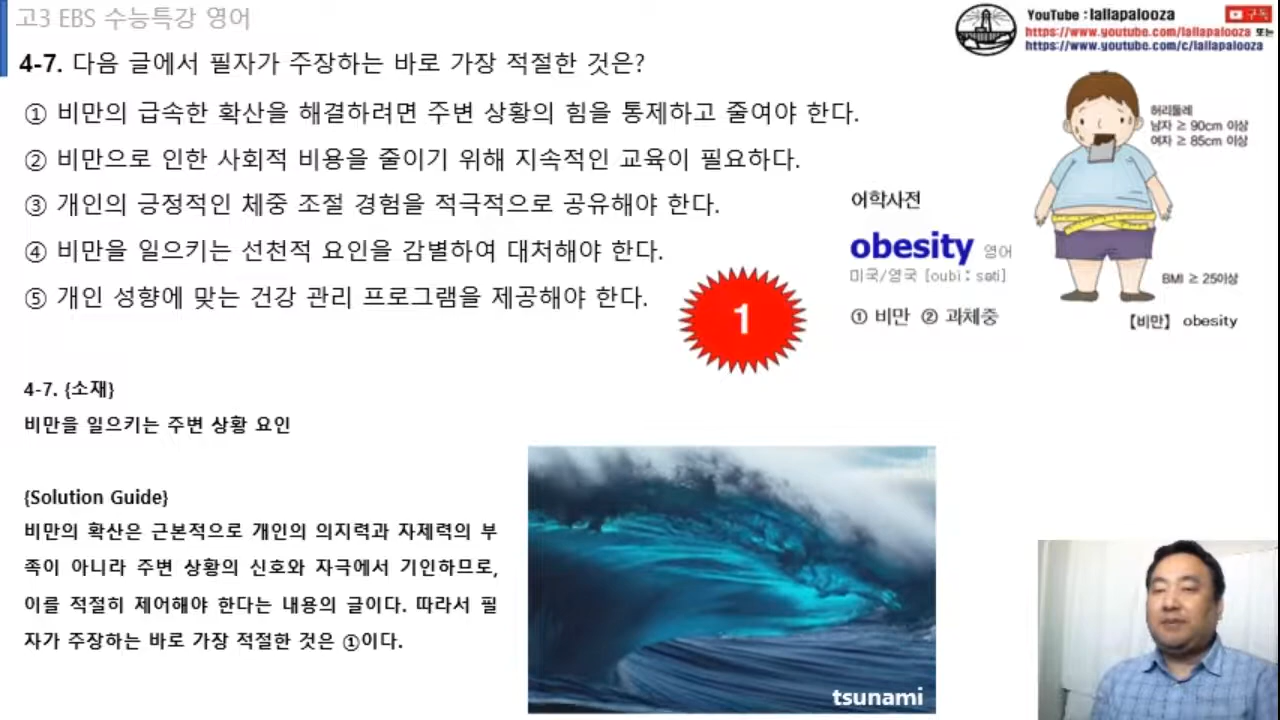 고3 EBS 수능특강 영어
YouTube : lallapalooza
구독
https://www.youtube.com/lallapalooza 또는
https://www.youtube.com/c/lallapalooza
4-7. 다음 글에서 필자가 주장하는 바로 가장 적절한 것은?
① 비만의 급속한 확산을 해결하려면 주변 상황의 힘을 통제하고 줄여야 한다.
② 비만으로 인한 사회적 비용을 줄이기 위해 지속적인 교육이 필요하다.
③ 개인의 긍정적인 체중 조절 경험을 적극적으로 공유해야 한다.
④ 비만을 일으키는 선천적 요인을 감별하여 대처해야 한다.
⑤ 개인 성향에 맞는 건강 관리 프로그램을 제공해야 한다.
1
어학사전
obesity 영어
미국/영국 [oubiːsəti]
① 비만 ② 과체중
허리둘레
남자 ≥ 90cm 이상
여자 ≥ 85cm 이상
BMI ≥ 25이상
【비만】 obesity
4-7. {소재}
비만을 일으키는 주변 상황 요인
{Solution Guide}
비만의 확산은 근본적으로 개인의 의지력과 자제력의 부
족이 아니라 주변 상황의 신호와 자극에서 기인하므로,
이를 적절히 제어해야 한다는 내용의 글이다. 따라서 필
자가 주장하는 바로 가장 적절한 것은 ①이다.
tsunami